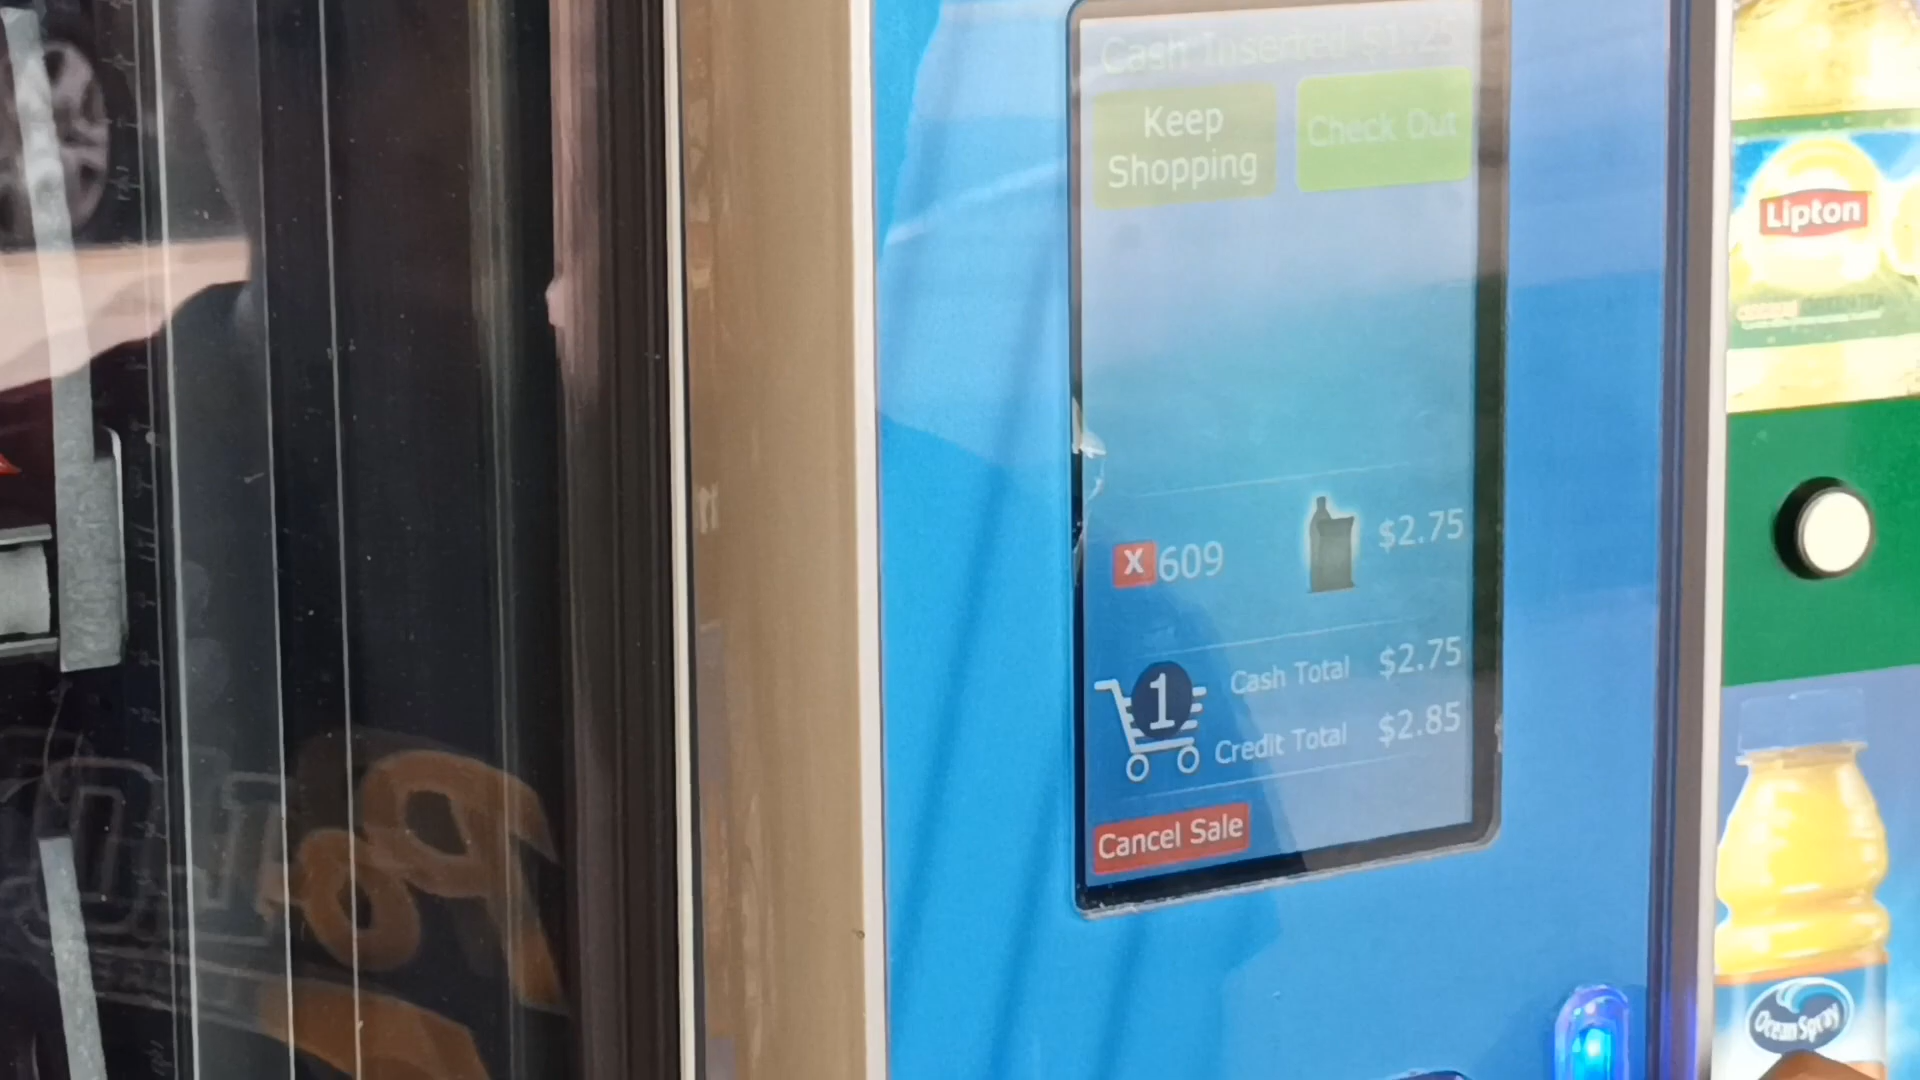 Cash Inserted $1.25
Keep
Shopping
Check Out
X 609
$2.75
1
Cash Total $2.75
Credit Total $2.85
Cancel Sale
Lipton
Ocean Spray